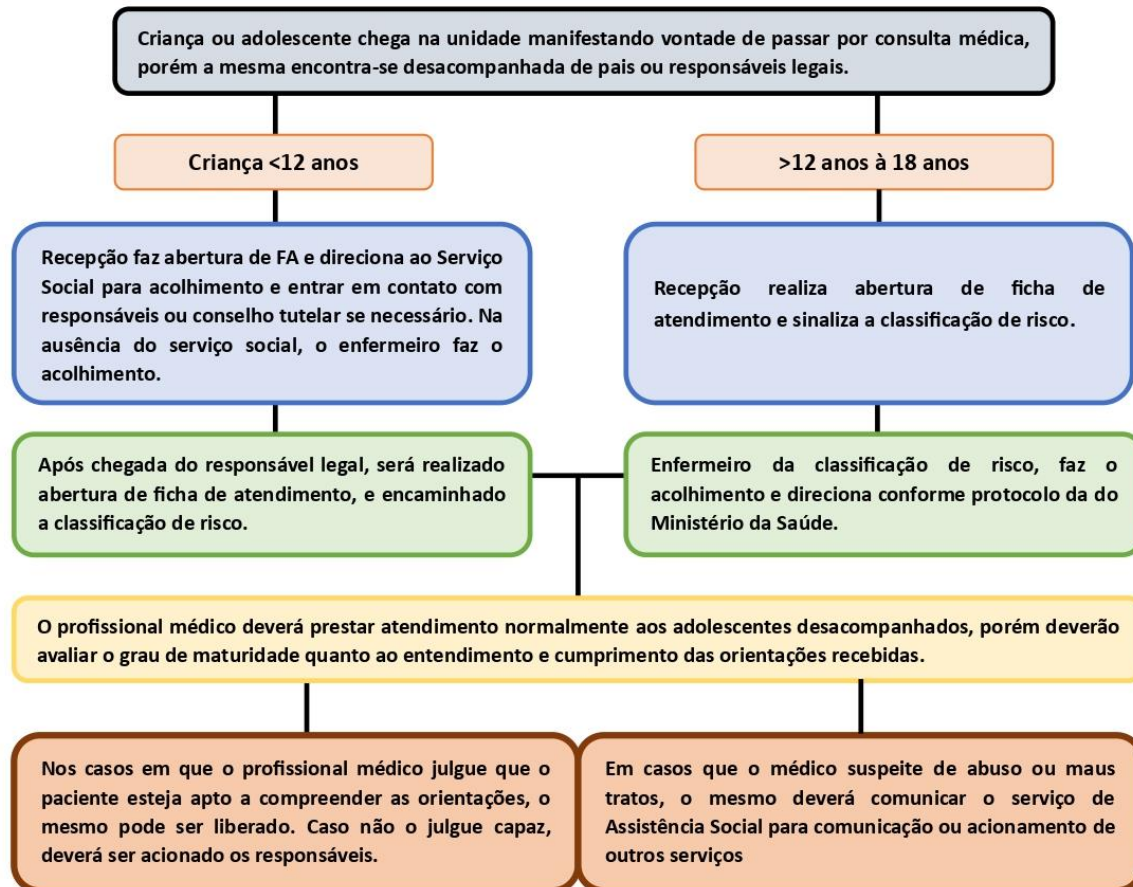 Criança ou adolescente chega na unidade manifestando vontade de passar por consulta médica,
porém a mesma encontra-se desacompanhada de pais ou responsáveis legais.
Criança <12 anos
>12 anos à 18 anos
Recepção faz abertura de FA e direciona ao Serviço
Social para acolhimento e entrar em contato com
responsáveis ou conselho tutelar se necessário. Na
ausência do serviço social, o enfermeiro faz o
acolhimento.
Recepção realiza abertura de ficha de
atendimento e sinaliza a classificação de risco.
Após chegada do responsável legal, será realizado
abertura de ficha de atendimento, e encaminhado
a classificação de risco.
Enfermeiro da classificação de risco, faz o
acolhimento e direciona conforme protocolo da do
Ministério da Saúde.
O profissional médico deverá prestar atendimento normalmente aos adolescentes desacompanhados, porém deverão
avaliar o grau de maturidade quanto ao entendimento e cumprimento das orientações recebidas.
Nos casos em que o profissional médico julgue que o
paciente esteja apto a compreender as orientações, o
mesmo pode ser liberado. Caso não o julgue capaz,
deverá ser acionado os responsáveis.
Em casos que o médico suspeite de abuso ou maus
tratos, o mesmo deverá comunicar o serviço de
Assistência Social para comunicação ou acionamento de
outros serviços